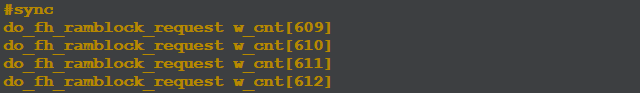 #sync
do_fh_ramblock_request w_cnt[609]
do_fh_ramblock_request w_cnt[610]
do_fh_ramblock_request w_cnt[611]
do_fh_ramblock_request w_cnt[612]